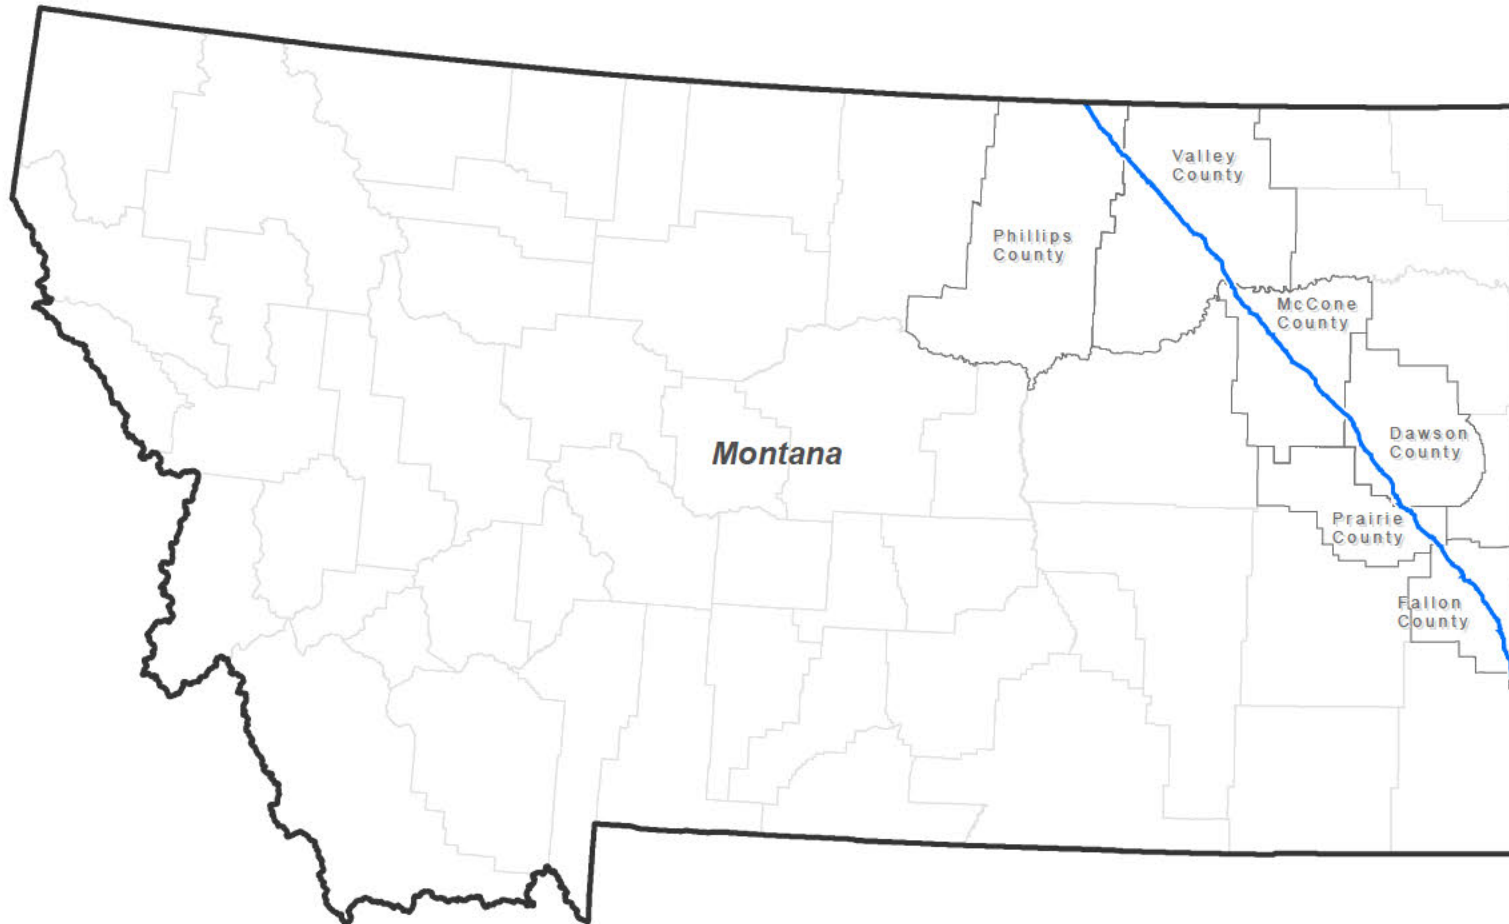 Valley
County
Phillips
County
McCone
County
Montana
Dawson
County
Prairie
County
Fallon
County